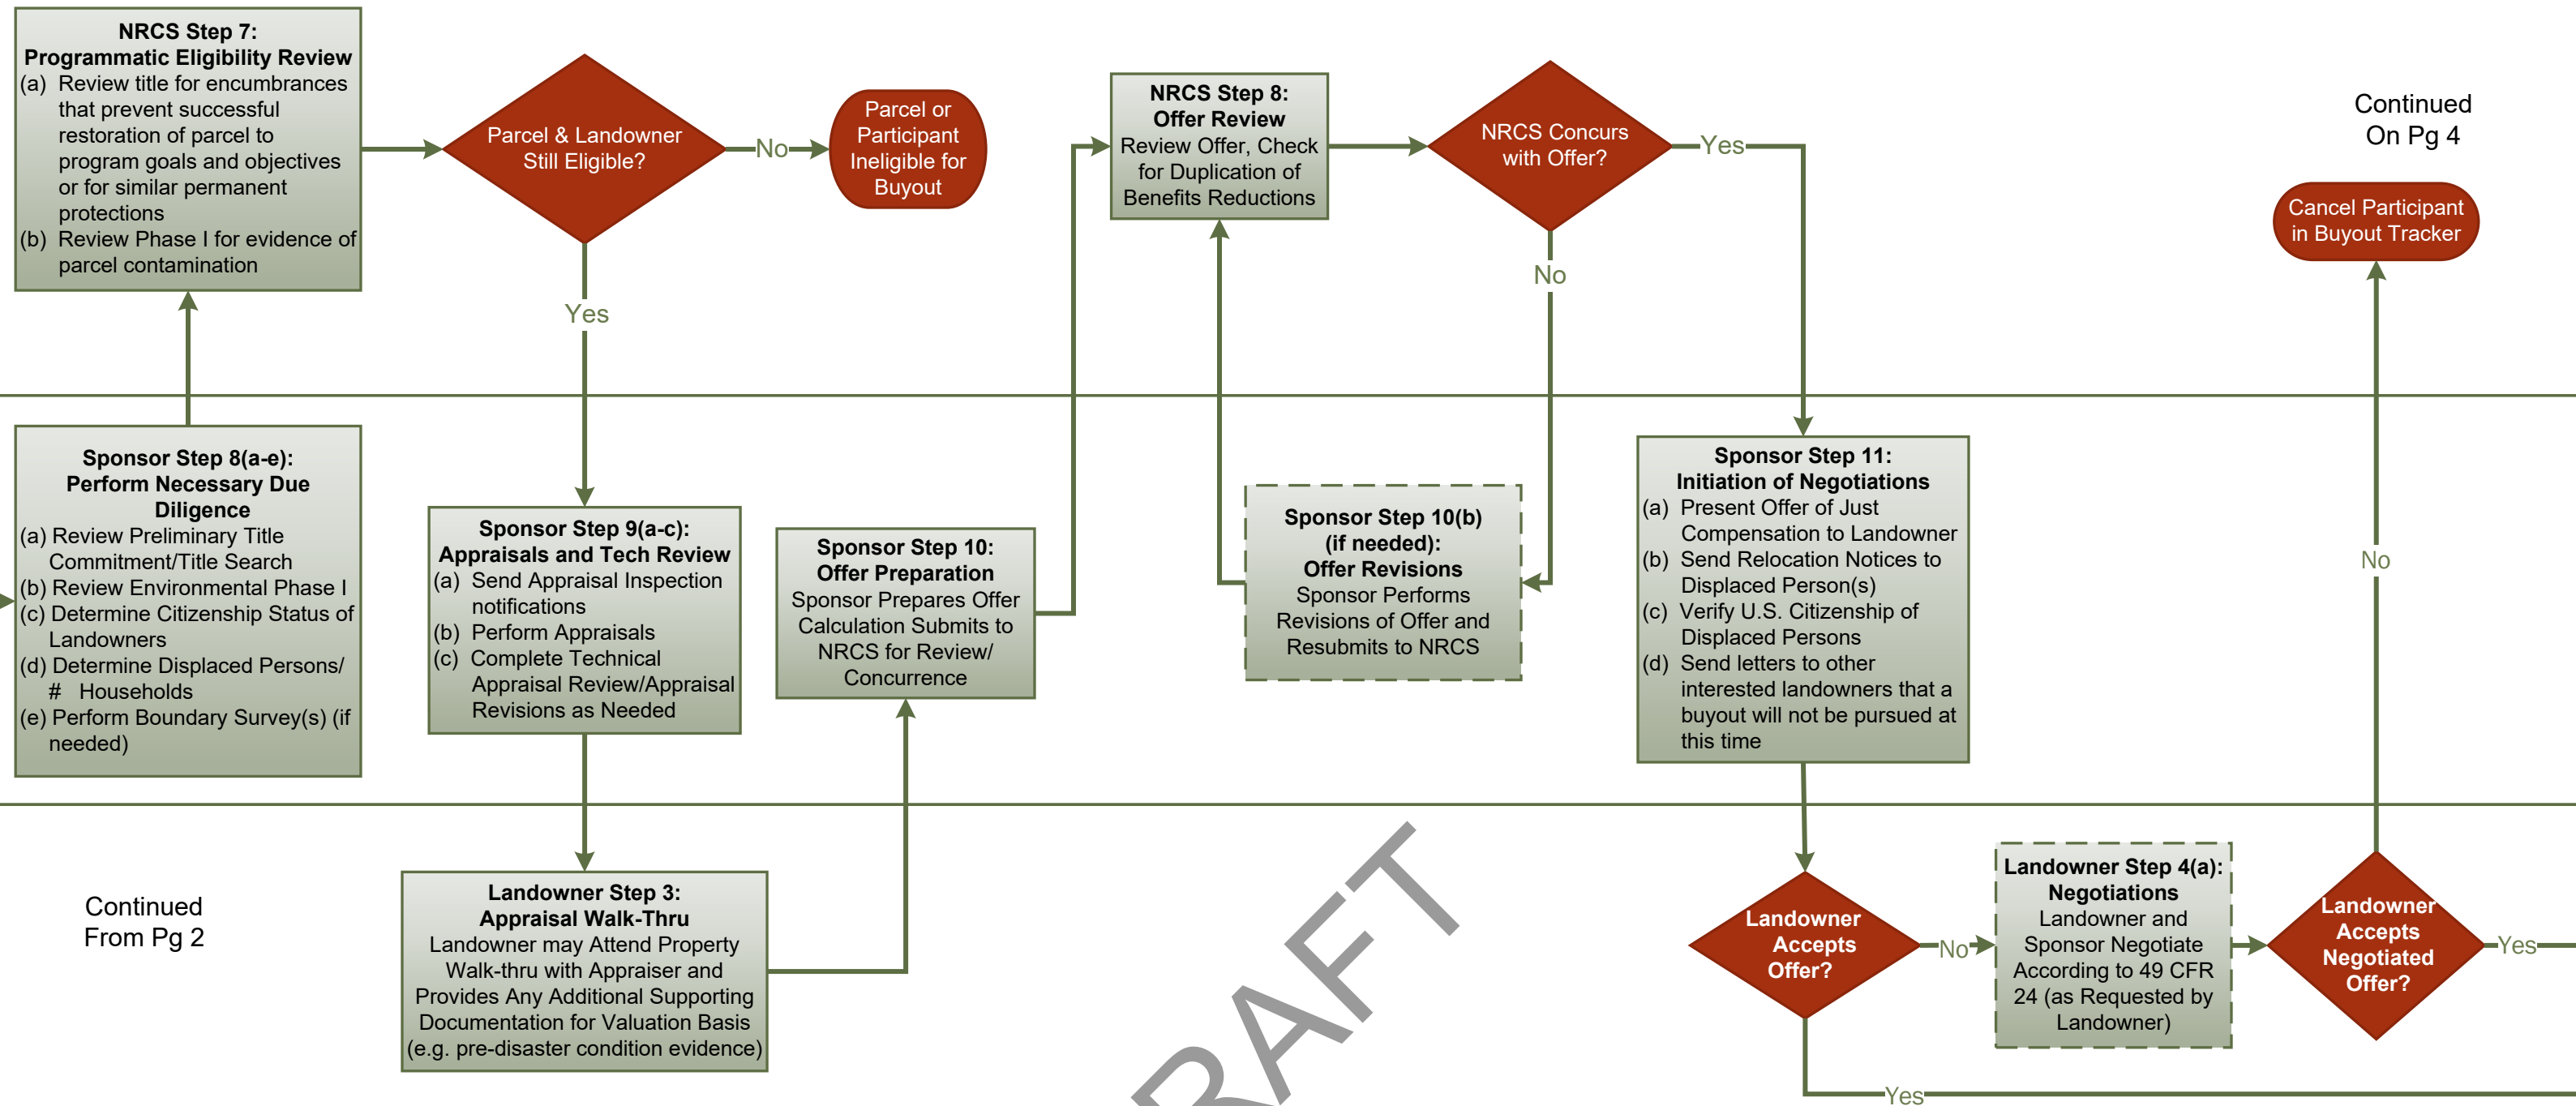 NRCS Step 7:
Programmatic Eligibility Review
(a) Review title for encumbrances
that prevent successful
restoration of parcel to
program goals and objectives
or for similar permanent
protections
(b) Review Phase I for evidence of
parcel contamination
Parcel & Landowner
Still Eligible?
No
Parcel or
Participant
Ineligible for
Buyout
Yes
NRCS Step 8:
Offer Review
Review Offer, Check
for Duplication of
Benefits Reductions
NRCS Concurs
with Offer?
Yes
No
Continued
On Pg 4
Cancel Participant
in Buyout Tracker
No
Sponsor Step 8(a-e):
Perform Necessary Due
Diligence
(a) Review Preliminary Title
Commitment/Title Search
(b) Review Environmental Phase I
(c) Determine Citizenship Status of
Landowners
(d) Determine Displaced Persons/
# Households
(e) Perform Boundary Survey(s) (if
needed)
Sponsor Step 9(a-c):
Appraisals and Tech Review
(a) Send Appraisal Inspection
notifications
(b) Perform Appraisals
(c) Complete Technical
Appraisal Review/Appraisal
Revisions as Needed
Sponsor Step 10:
Offer Preparation
Sponsor Prepares Offer
Calculation Submits to
NRCS for Review/
Concurrence
Sponsor Step 10(b)
(if needed):
Offer Revisions
Sponsor Performs
Revisions of Offer and
Resubmits to NRCS
Sponsor Step 11:
Initiation of Negotiations
(a) Present Offer of Just
Compensation to Landowner
(b) Send Relocation Notices to
Displaced Person(s)
(c) Verify U.S. Citizenship of
Displaced Persons
(d) Send letters to other
interested landowners that a
buyout will not be pursued at
this time
Continued
From Pg 2
Landowner Step 3:
Appraisal Walk-Thru
Landowner may Attend Property
Walk-thru with Appraiser and
Provides Any Additional Supporting
Documentation for Valuation Basis
(e.g. pre-disaster condition evidence)
RAFT
Landowner
Accepts
Offer?
No
Yes
Landowner Step 4(a):
Negotiations
Landowner and
Sponsor Negotiate
According to 49 CFR
24 (as Requested by
Landowner)
Landowner
Accepts
Negotiated
Offer?
Yes